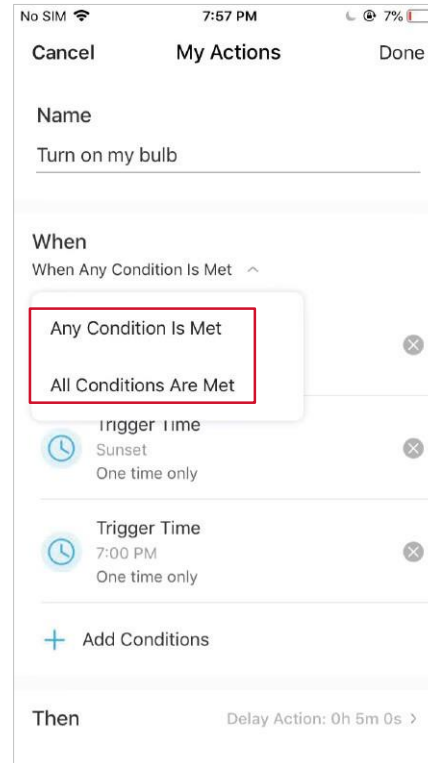 No SIM 7:57 PM 7%
Cancel My Actions Done
Name
Turn on my bulb
When
When Any Condition Is Met
Any Condition Is Met
All Conditions Are Met
Trigger Time
Sunset
One time only
Trigger Time
7:00 PM
One time only
+ Add Conditions
Then Delay Action: 0h 5m 0s >